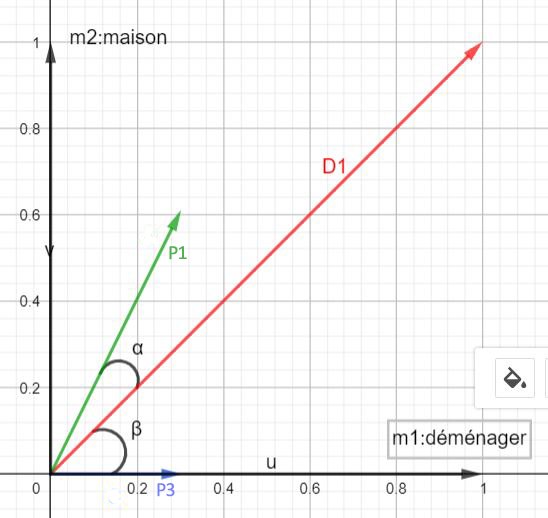 1
m2:maison
0.8
D1
0.6
P1
v
0.4
α
0.2
β
m1:déménager
u
0
P3
0.2
0.4
0.6
0.8
1